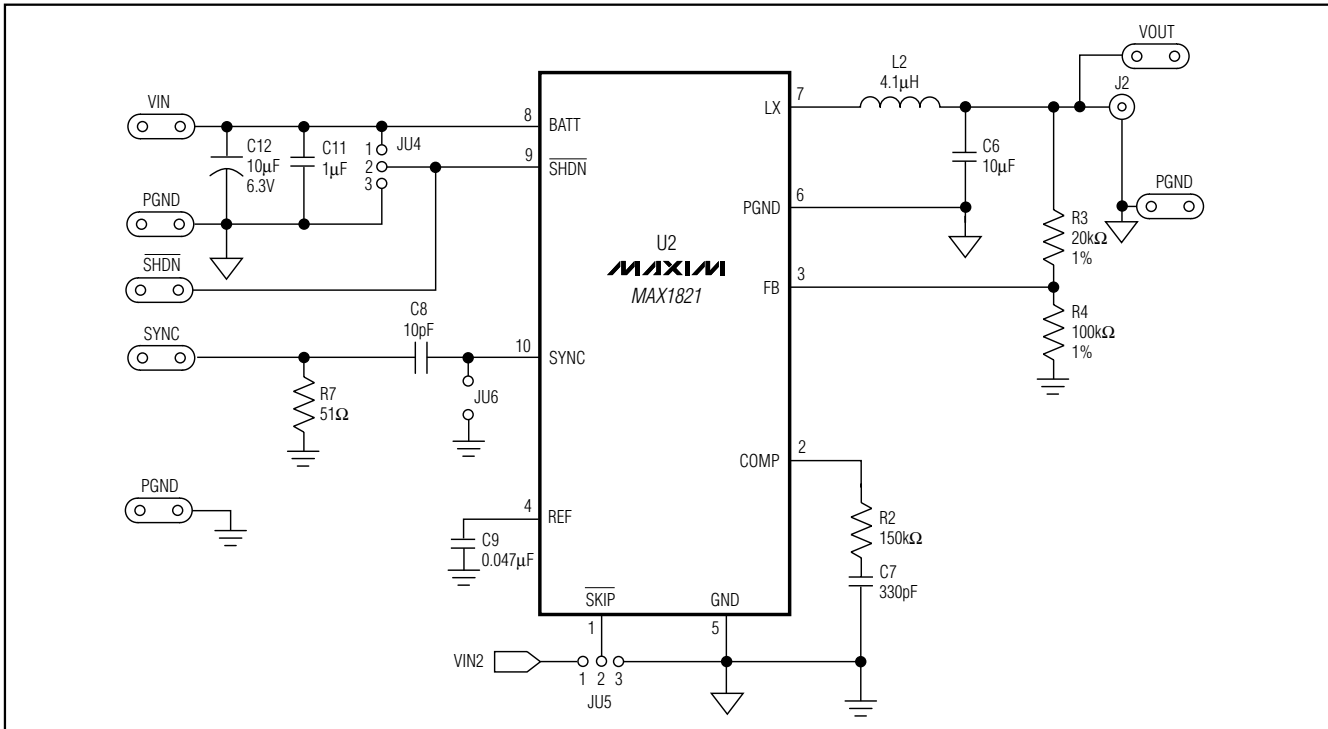 VOUT
L2
4.1μH
J2
VIN
LX
7
8
BATT
C12
10μF
6.3V
C11
1μF
JU4
1
2
3
9
SHDN
C6
10μF
PGND
6
PGND
PGND
R3
20kΩ
1%
U2
MAXIM
MAX1821
SHDN
FB
3
C8
10pF
R4
100kΩ
1%
SYNC
10
SYNC
R7
51Ω
JU6
COMP
2
PGND
4
REF
R2
150kΩ
C9
0.047μF
C7
330pF
SKIP
GND
1
5
VIN2
1 2 3
JU5